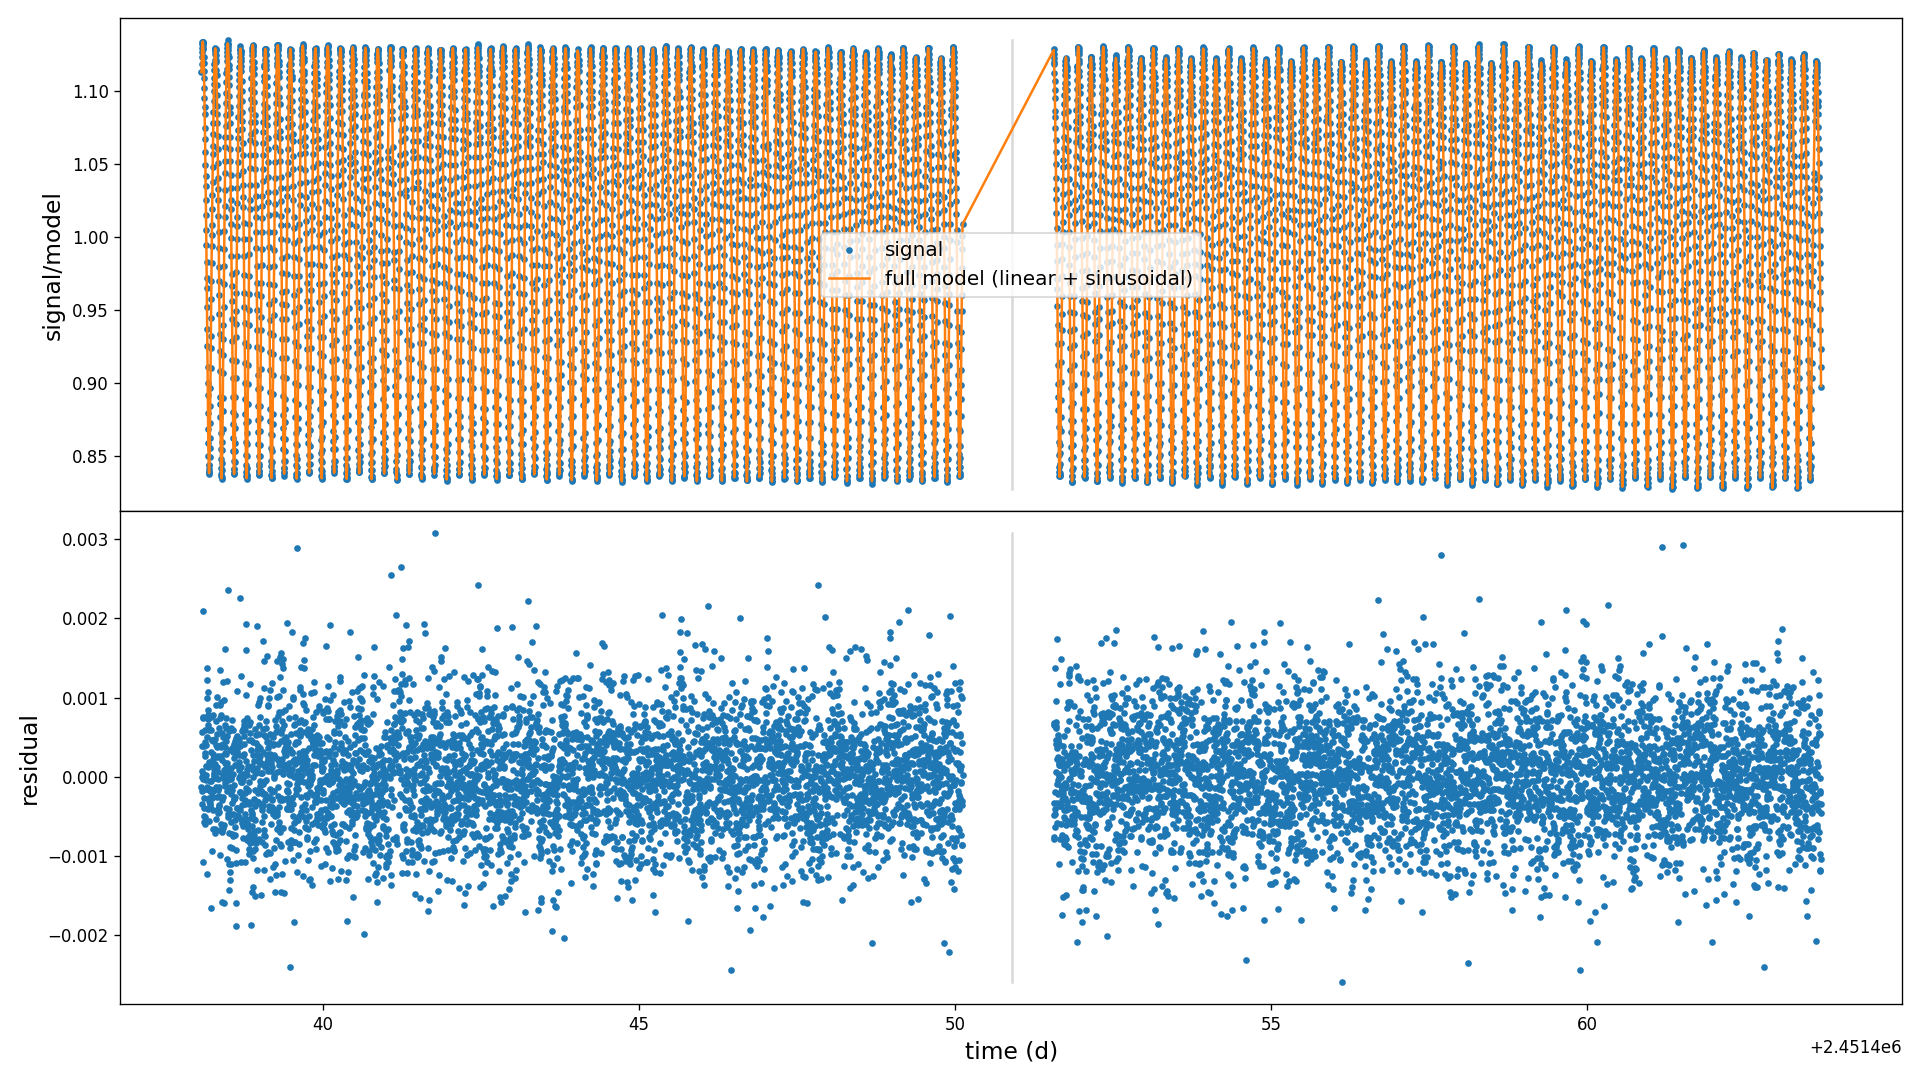 1.10
1.05
1.00
0.95
0.90
0.85
signal/model
signal
full model (linear + sinusoidal)
0.003
0.002
0.001
0.000
−0.001
−0.002
residual
40
45
50
55
60
time (d)
+2.4514e6